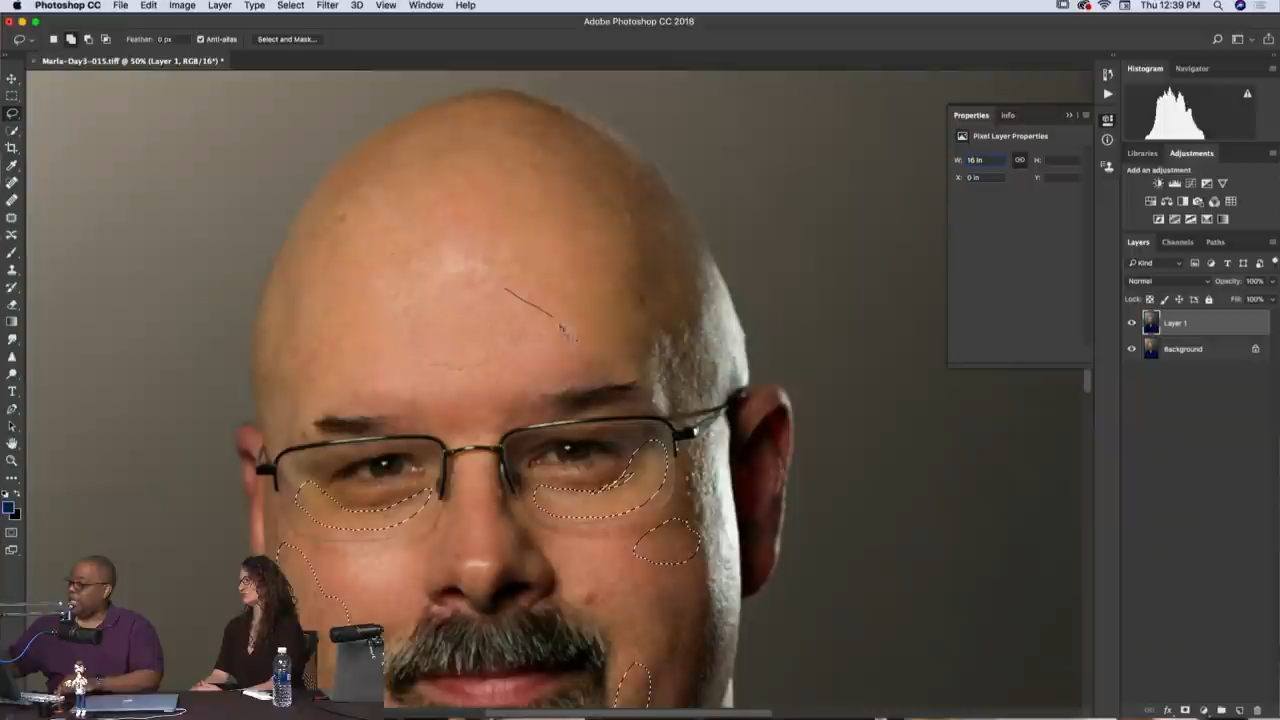 Photoshop CC File Edit Image Layer Type Select Filter 3D View Window Help
Thu 12:39 PM
Adobe Photoshop CC 2018
Feather: 0 px Anti-alias Select and Mask...
Marla-Day3-015.tiff @ 50% (Layer 1, RGB/16*) *
Histogram Navigator
Properties Info
Pixel Layer Properties
W: 16 in H:
X: 0 in Y:
Libraries Adjustments
Add an adjustment
Layers Channels Paths
Kind
Normal Opacity: 100%
Lock: Fill: 100%
Layer 1
Background